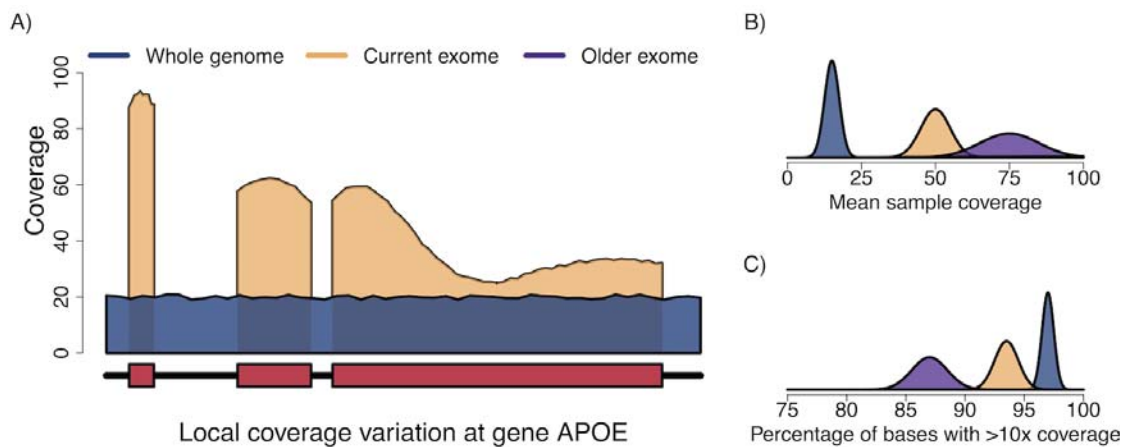 A)
Whole genome Current exome Older exome
Coverage
0 20 40 60 80 100
Local coverage variation at gene APOE
B)
0 25 50 75 100
Mean sample coverage
C)
75 80 85 90 95 100
Percentage of bases with >10x coverage